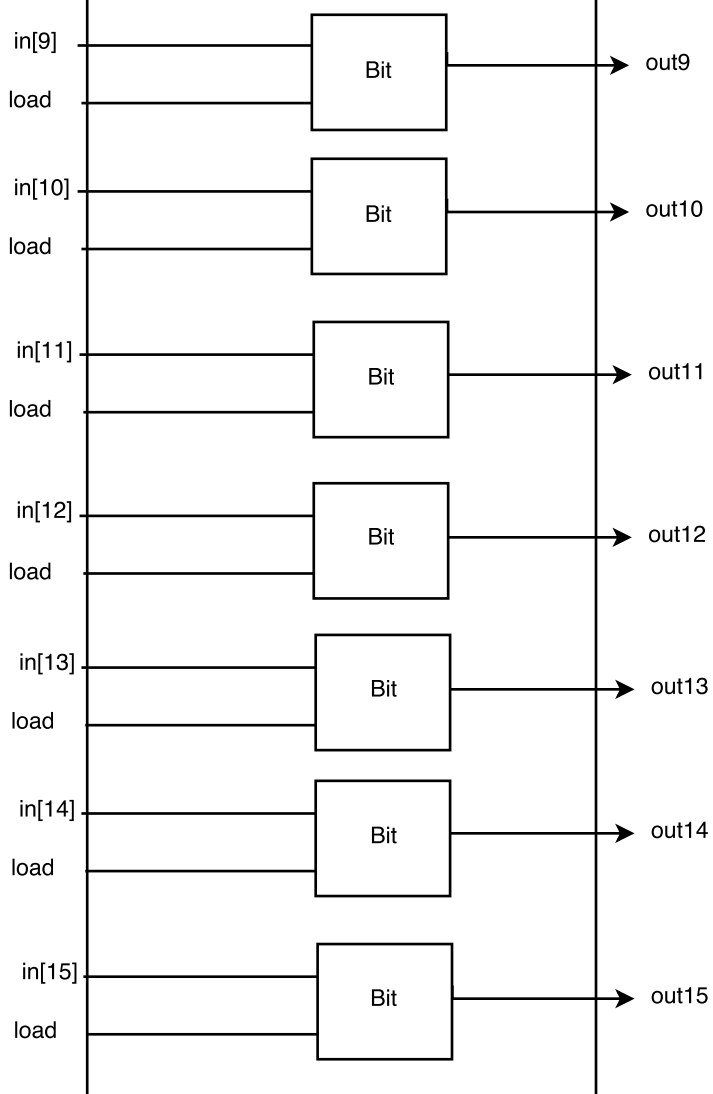 in[9]
Bit
out9
load
in[10]
Bit
out10
load
in[11]
Bit
out11
load
in[12]
Bit
out12
load
in[13]
Bit
out13
load
in[14]
Bit
out14
load
in[15]
Bit
out15
load